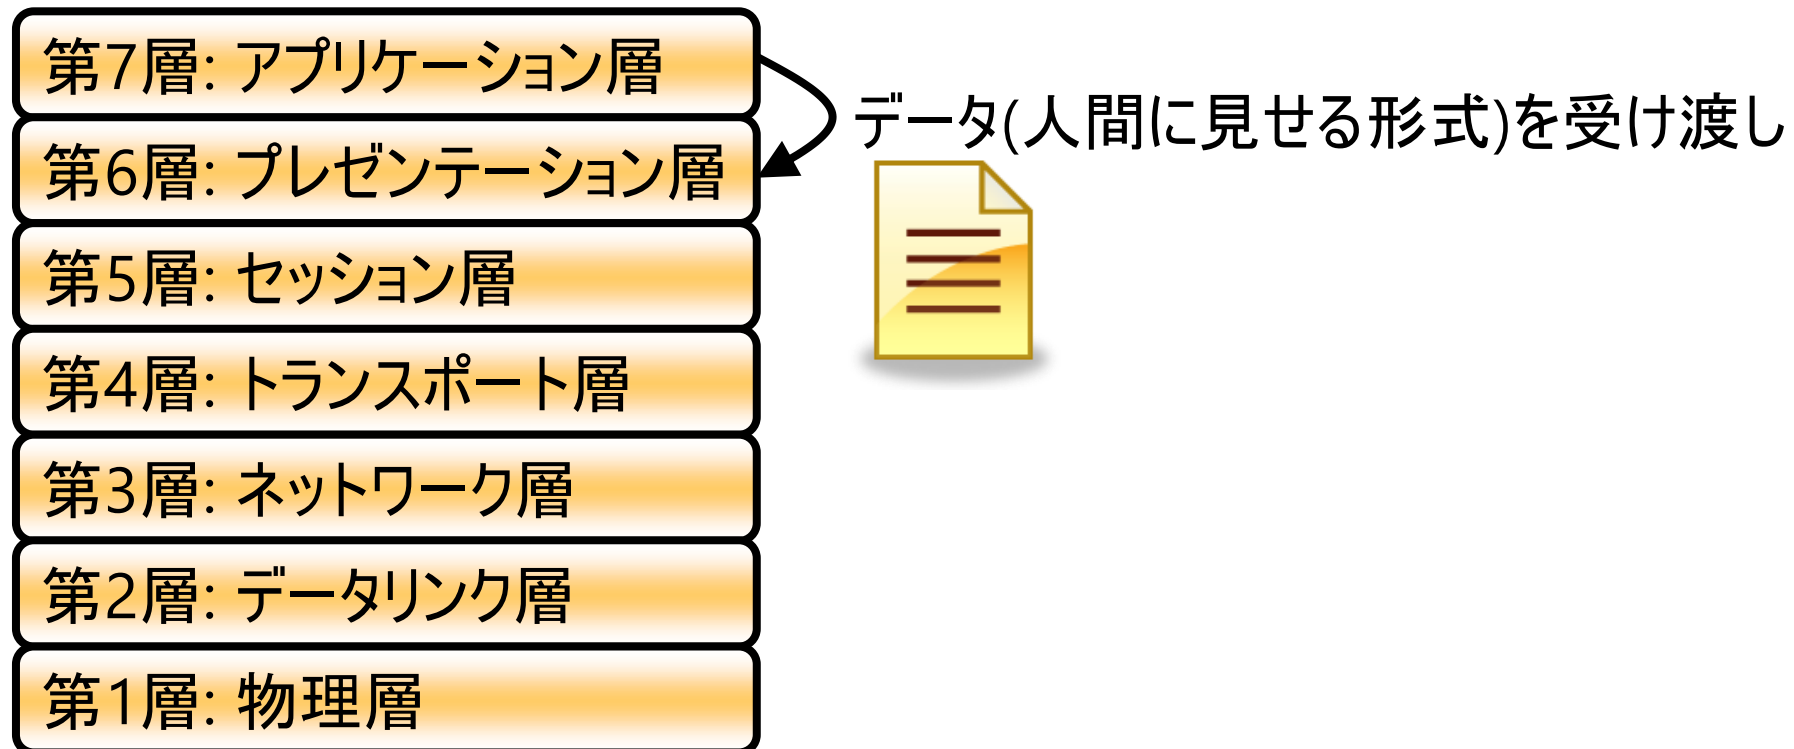 第7層: アプリケーション層
データ(人間に見せる形式)を受け渡し
第6層: プレゼンテーション層
第5層: セッション層
第4層: トランスポート層
第3層: ネットワーク層
第2層: データリンク層
第1層: 物理層